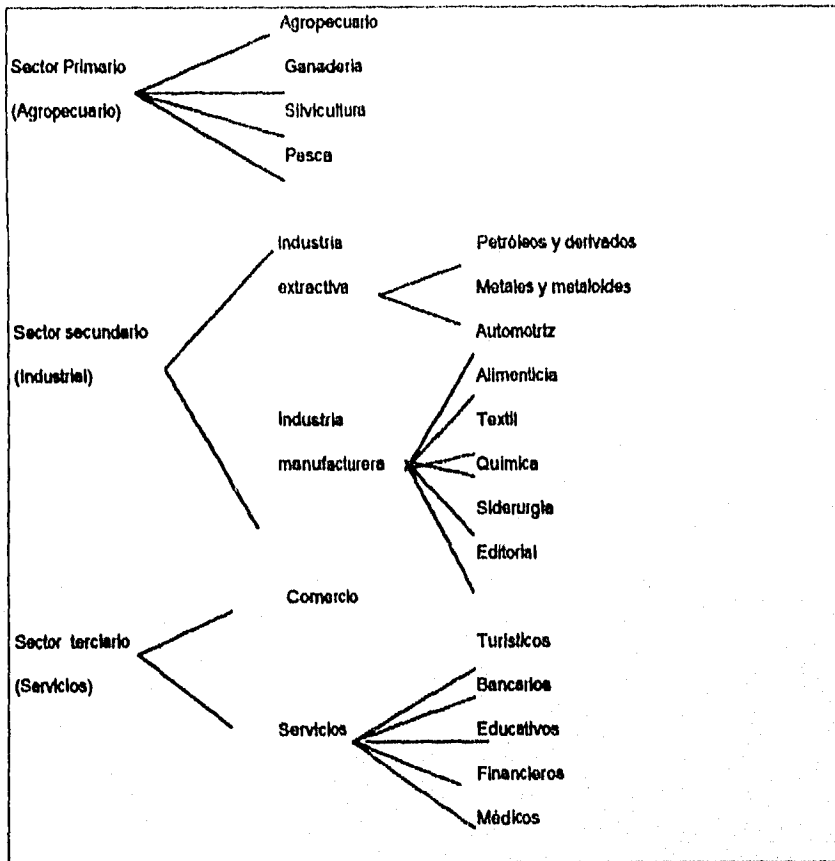 Agropecuario
Sector Primario
Ganaderia
(Agropecuario)
Silvicultura
Pesca
Industria
Petróleos y derivados
extractiva
Metales y metaloides
Sector secundario
Automotriz
(Industrial)
Alimenticia
Industria
Textil
manufacturera
Quimica
Siderurgia
Editorial
Comercio
Sector terciario
Turísticos
(Servicios)
Bancarios
Servicios
Educativos
Financieros
Médicos